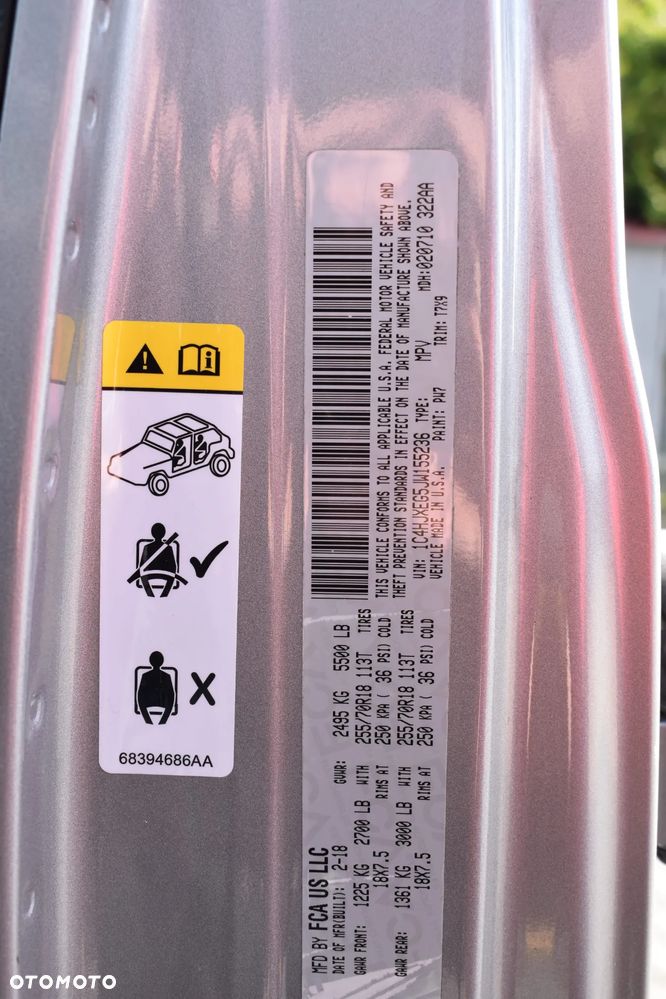 68394686AA
MFD BY FCA US LLC
DATE OF MFR(BUILT): 2-18 GVWR: 2495 KG 5500 LB
GAWR FRONT: 1225 KG 2700 LB WITH 255/70R18 113T TIRES
18X7.5 RIMS AT 250 KPA ( 36 PSI) COLD
GAWR REAR: 1361 KG 3000 LB WITH 255/70R18 113T TIRES
18X7.5 RIMS AT 250 KPA ( 36 PSI) COLD
THIS VEHICLE CONFORMS TO ALL APPLICABLE U.S.A. FEDERAL MOTOR VEHICLE SAFETY AND
THEFT PREVENTION STANDARDS IN EFFECT ON THE DATE OF MANUFACTURE SHOWN ABOVE.
VIN: 1C4HJXEG5JW155236 TYPE: MPV MDH:020710 322AA
VEHICLE MADE IN U.S.A. PAINT: PW7 TRIM: T7X9
OTOMOTO